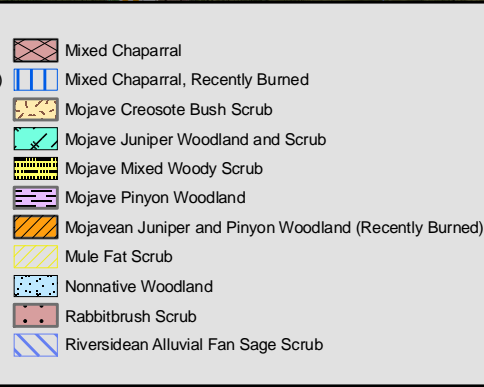 )
Mixed Chaparral
Mixed Chaparral, Recently Burned
Mojave Creosote Bush Scrub
Mojave Juniper Woodland and Scrub
Mojave Mixed Woody Scrub
Mojave Pinyon Woodland
Mojavean Juniper and Pinyon Woodland (Recently Burned)
Mule Fat Scrub
Nonnative Woodland
Rabbitbrush Scrub
Riversidean Alluvial Fan Sage Scrub